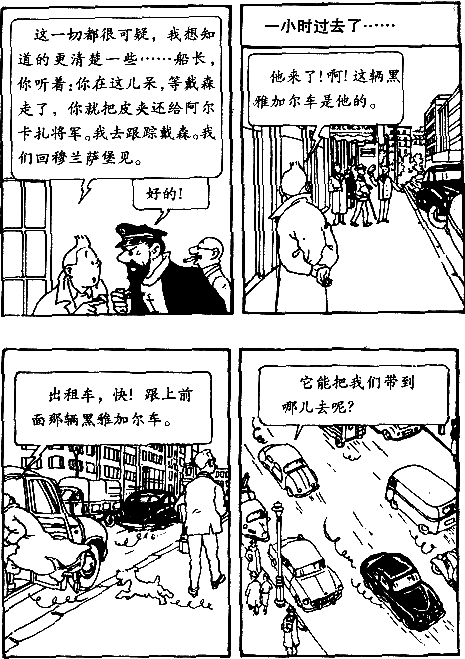 这一切都很可疑，我想知
道的更清楚一些……船长，
你听着：你在这儿呆，等戴森
走了，你就把皮夹还给阿尔
卡扎将军。我去跟踪戴森。我
们回穆兰萨堡见。
好的！
一小时过去了……
他来了！啊！这辆黑
雅加尔车是他的。
出租车，快！跟上前
面那辆黑雅加尔车。
它能把我们带到
哪儿去呢？